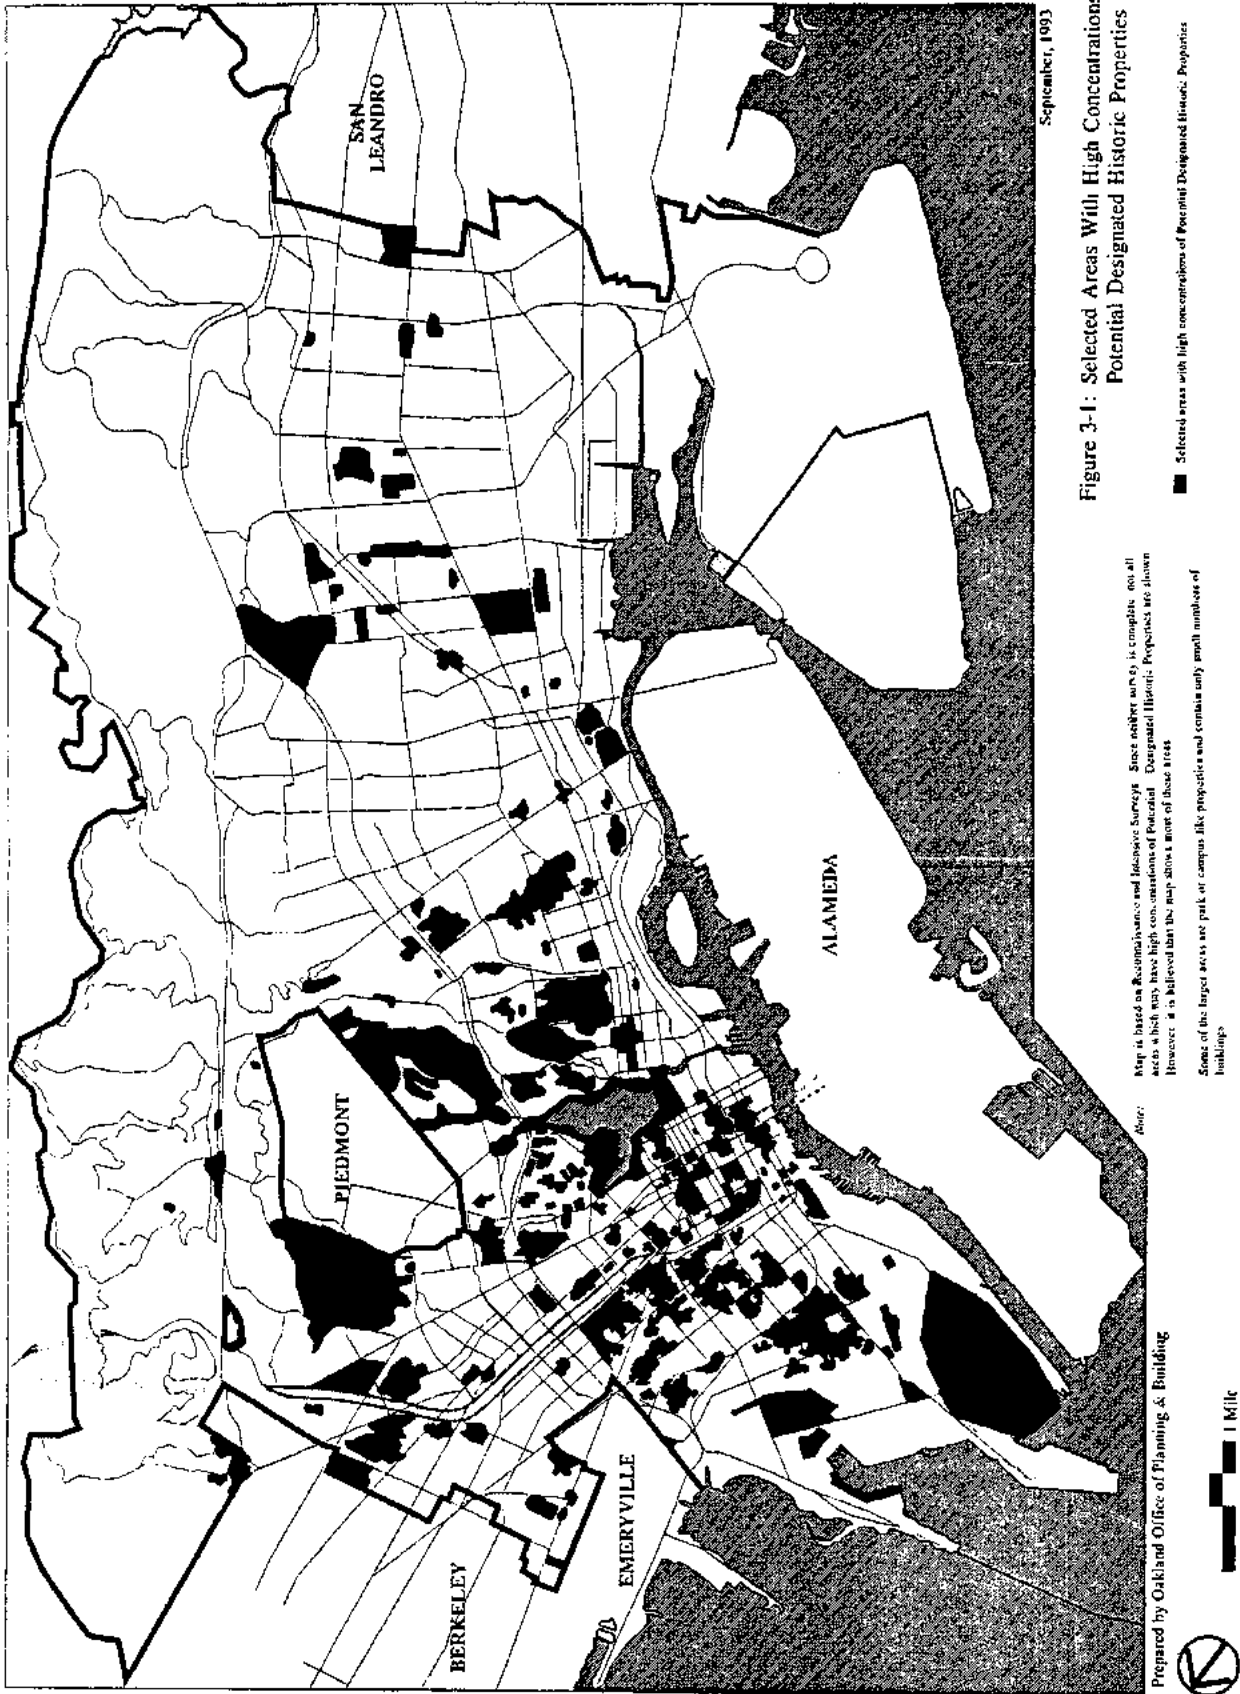 SAN
LEANDRO
PIEDMONT
ALAMEDA
BERKELEY
EMERYVILLE
September, 1993
Figure 3-1: Selected Areas With High Concentrations
Potential Designated Historic Properties
Selected areas with high concentrations of Potential Designated Historic Properties
Note:
Map is based on Reconnaissance and Intensive Surveys Since neither survey is complete not all
areas which may have high concentrations of Potential Designated Historic Properties are shown
However it is believed that the map shows most of these areas
Some of the larger areas are park or campus like properties and contain only small numbers of
buildings
Prepared by Oakland Office of Planning & Building
1 Mile